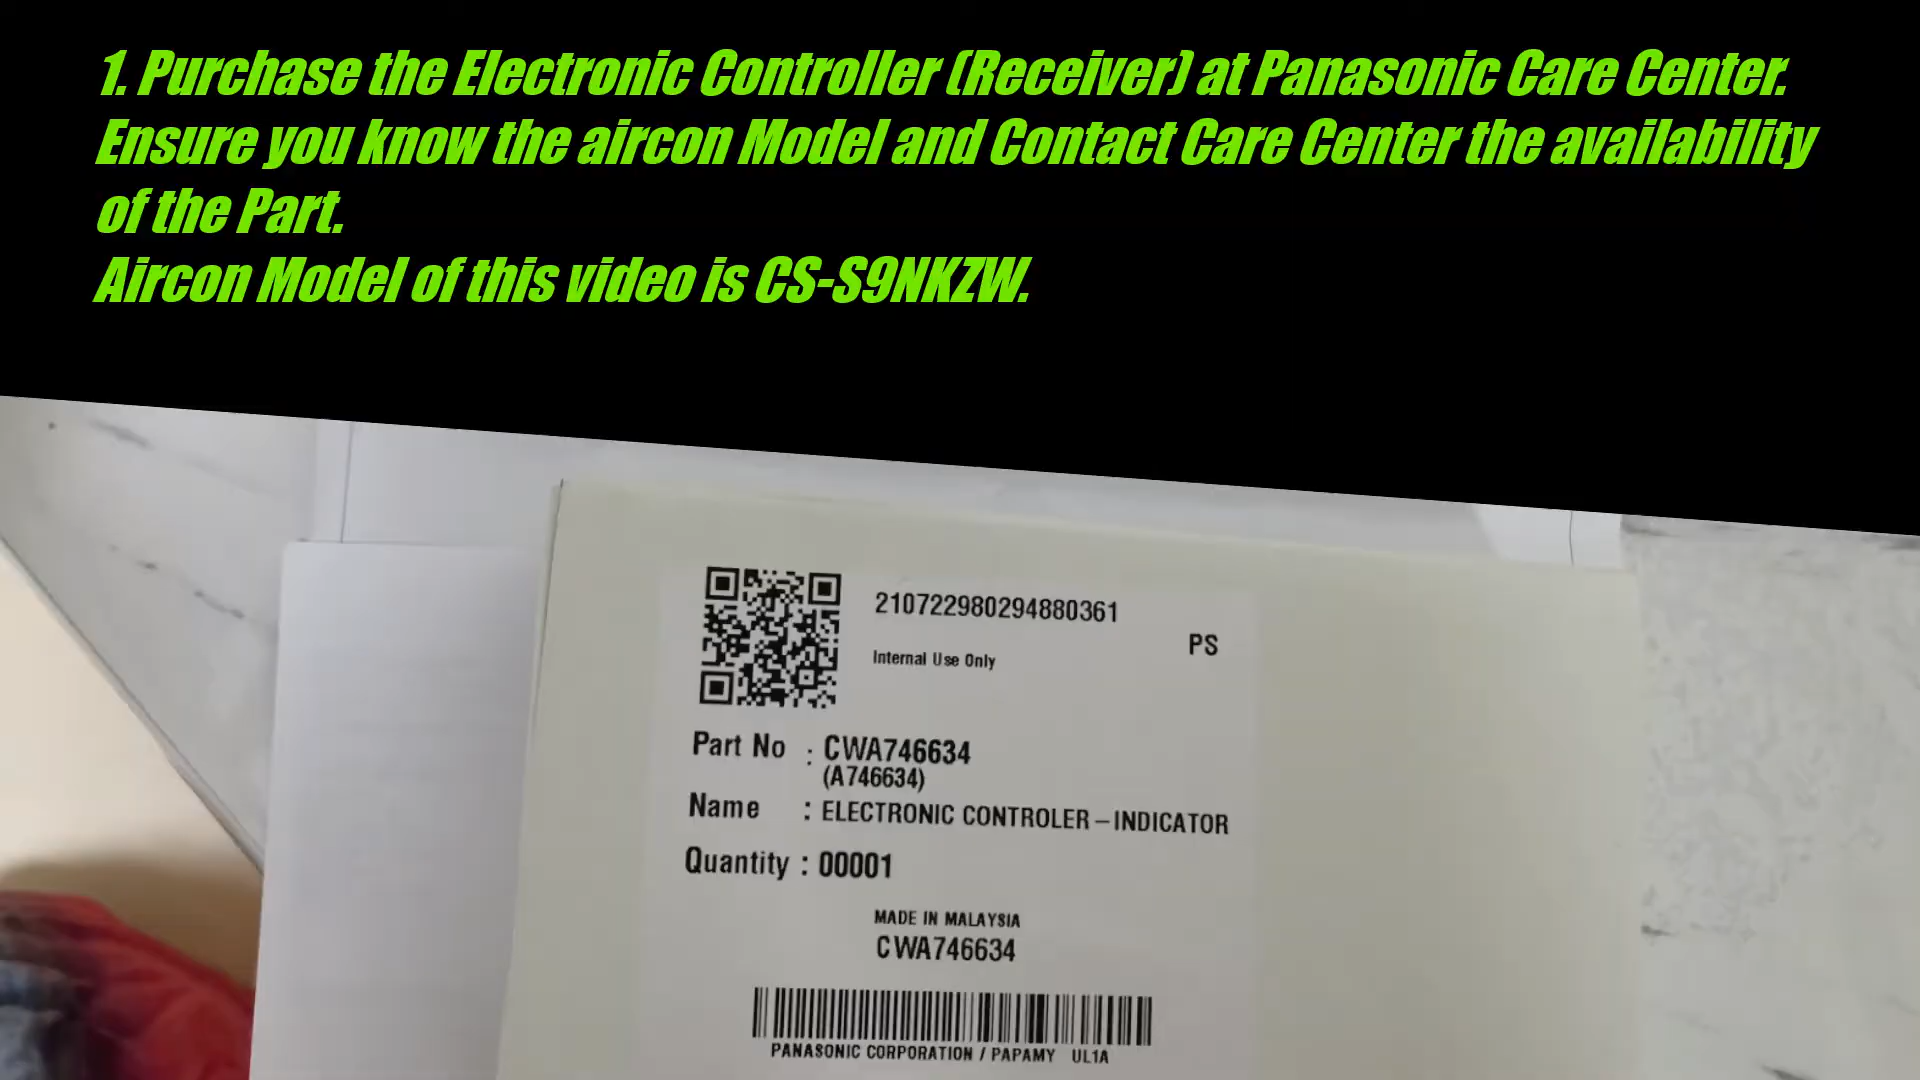 1. Purchase the Electronic Controller (Receiver) at Panasonic Care Center.
Ensure you know the aircon Model and Contact Care Center the availability
of the Part.
Aircon Model of this video is CS-S9NKZW.
210722980294880361
PS
Internal Use Only
Part No : CWA746634
(A746634)
Name : ELECTRONIC CONTROLER-INDICATOR
Quantity : 00001
MADE IN MALAYSIA
CWA746634
PANASONIC CORPORATION / PAPAMY UL1A